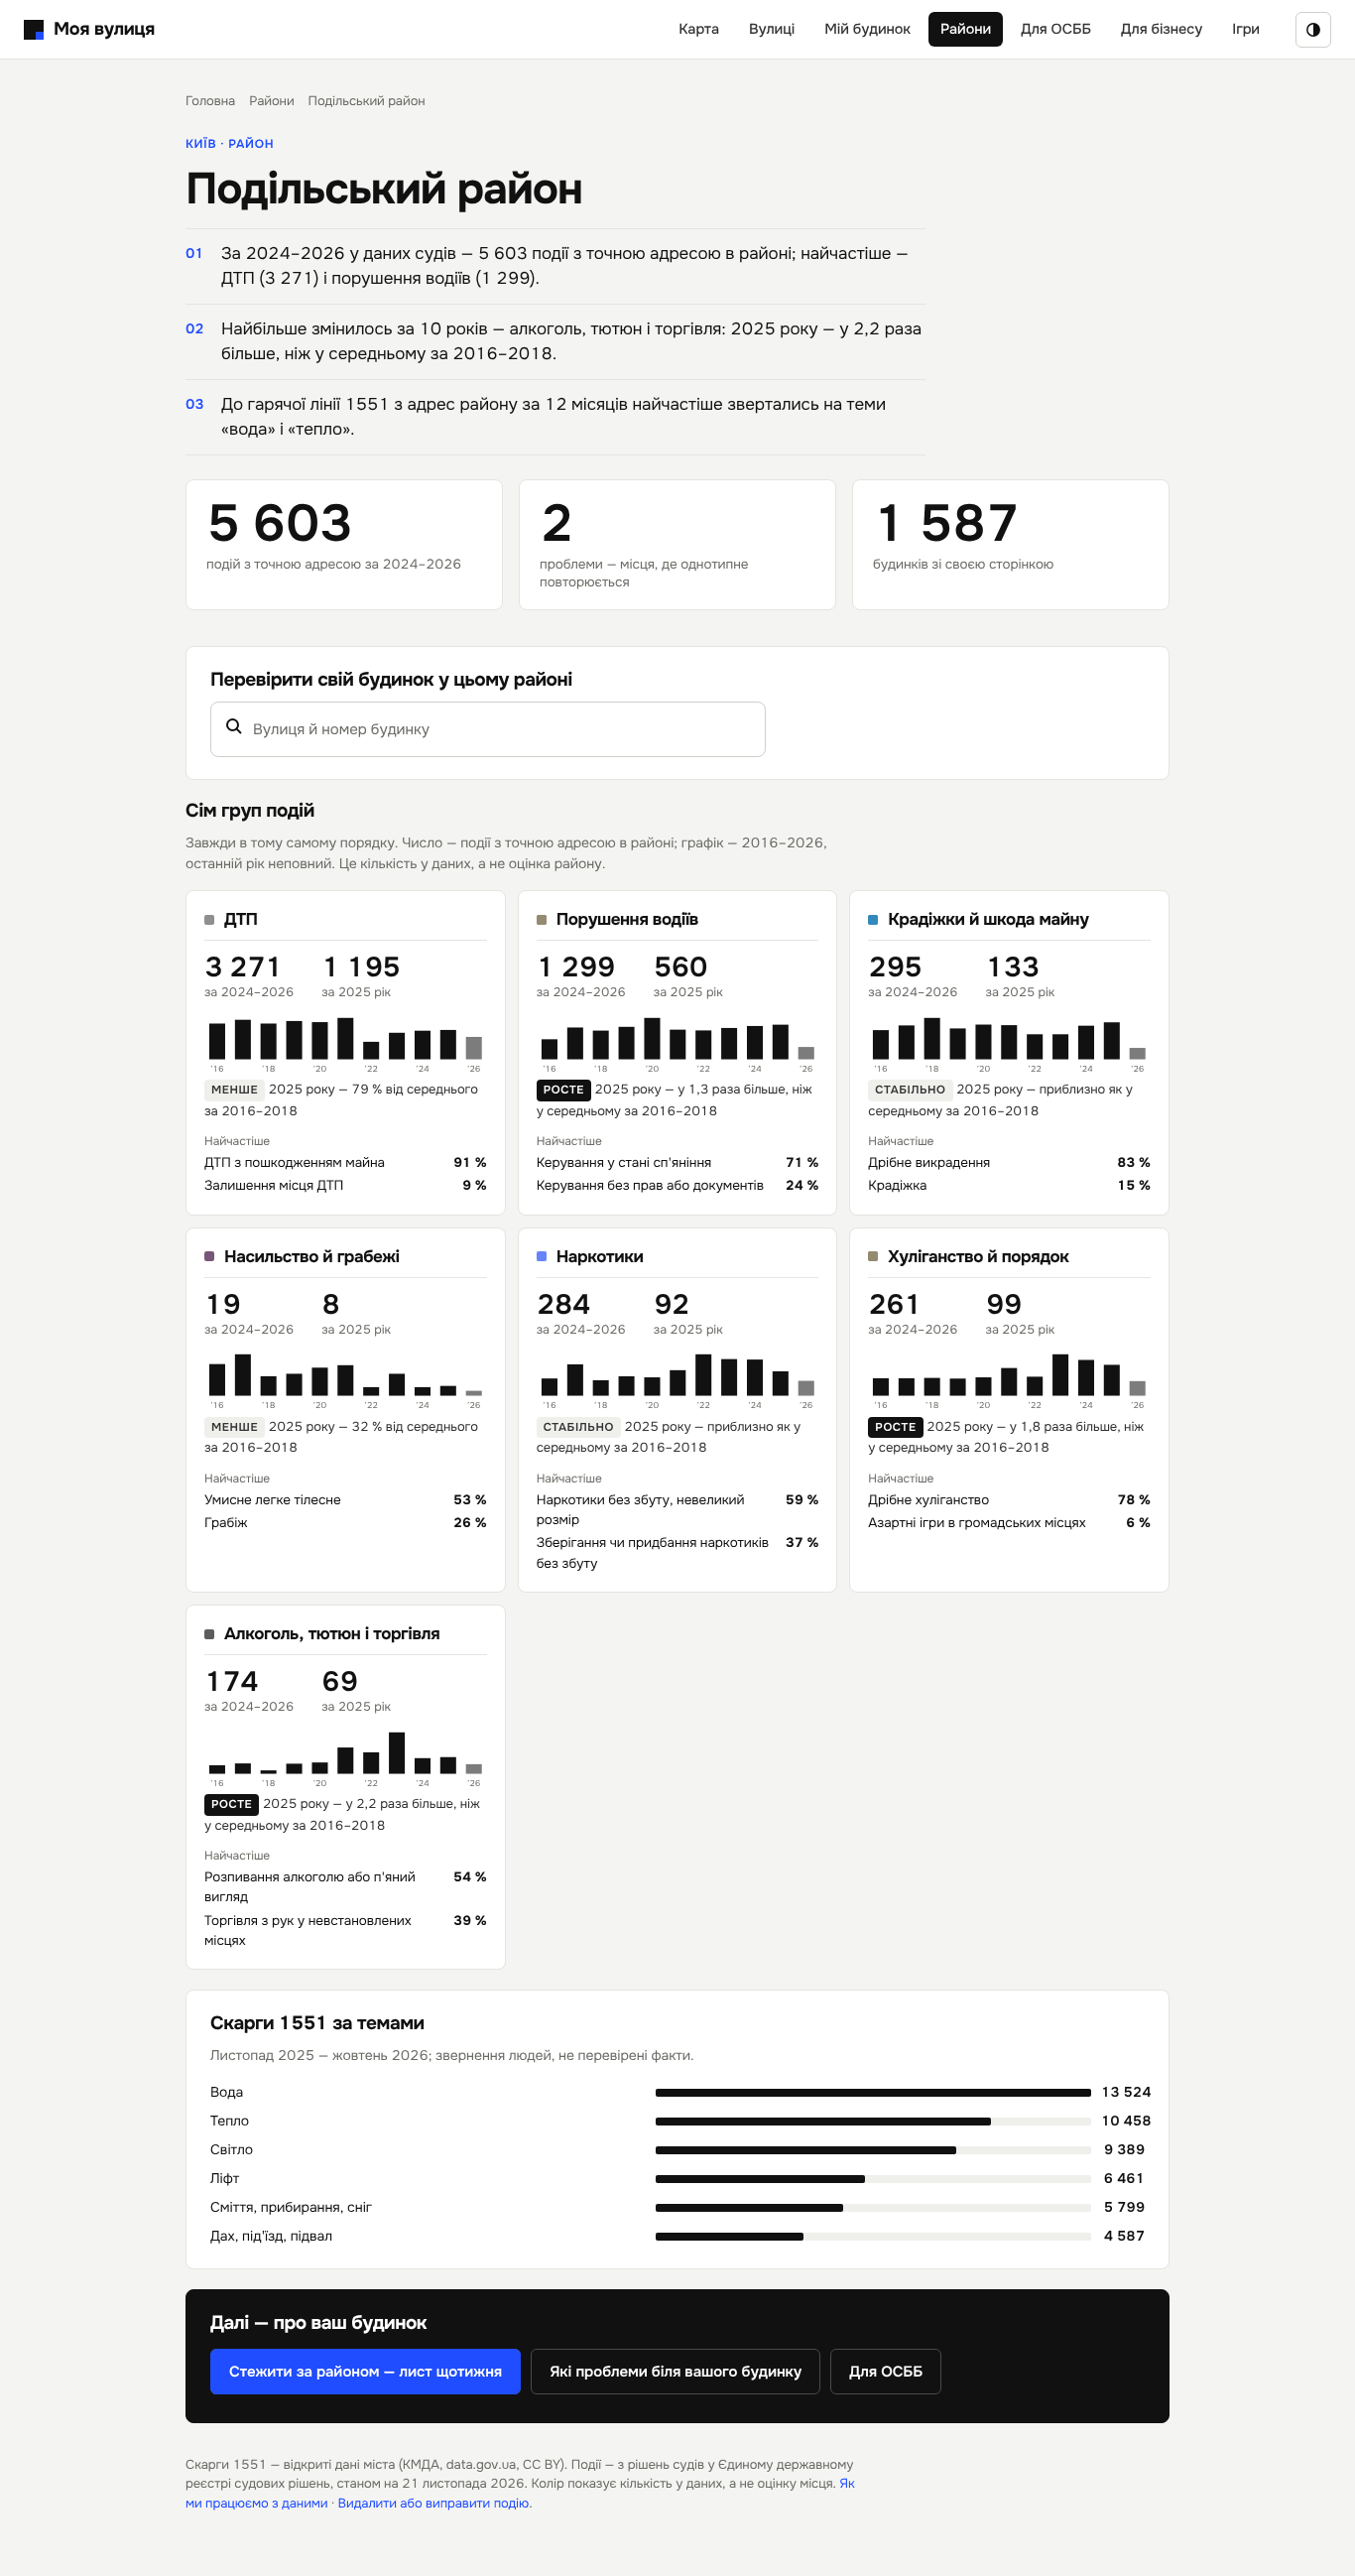 Моя вулиця
Карта
Вулиці
Мій будинок
Райони
Для ОСББ
Для бізнесу
Ігри
Головна Райони Подільський район
КИЇВ · РАЙОН
Подільський район
01 За 2024–2026 у даних судів — 5 603 події з точною адресою в районі; найчастіше —
ДТП (3 271) і порушення водіїв (1 299).
02 Найбільше змінилось за 10 років — алкоголь, тютюн і торгівля: 2025 року — у 2,2 раза
більше, ніж у середньому за 2016–2018.
03 До гарячої лінії 1551 з адрес району за 12 місяців найчастіше звертались на теми
«вода» і «тепло».
5 603
подій з точною адресою за 2024–2026
2
проблеми — місця, де однотипне
повторюється
1 587
будинків зі своєю сторінкою
Перевірити свій будинок у цьому районі
Вулиця й номер будинку
Сім груп подій
Завжди в тому самому порядку. Число — події з точною адресою в районі; графік — 2016–2026,
останній рік неповний. Це кількість у даних, а не оцінка району.
ДТП
3 271 1 195
за 2024–2026 за 2025 рік
'16 '18 '20 '22 '24 '26
МЕНШЕ 2025 року — 79 % від середнього
за 2016–2018
Найчастіше
ДТП з пошкодженням майна 91 %
Залишення місця ДТП 9 %
Порушення водіїв
1 299 560
за 2024–2026 за 2025 рік
'16 '18 '20 '22 '24 '26
РОСТЕ 2025 року — у 1,3 раза більше, ніж
у середньому за 2016–2018
Найчастіше
Керування у стані сп'яніння 71 %
Керування без прав або документів 24 %
Крадіжки й шкода майну
295 133
за 2024–2026 за 2025 рік
'16 '18 '20 '22 '24 '26
СТАБІЛЬНО 2025 року — приблизно як у
середньому за 2016–2018
Найчастіше
Дрібне викрадення 83 %
Крадіжка 15 %
Насильство й грабежі
19 8
за 2024–2026 за 2025 рік
'16 '18 '20 '22 '24 '26
МЕНШЕ 2025 року — 32 % від середнього
за 2016–2018
Найчастіше
Умисне легке тілесне 53 %
Грабіж 26 %
Наркотики
284 92
за 2024–2026 за 2025 рік
'16 '18 '20 '22 '24 '26
СТАБІЛЬНО 2025 року — приблизно як у
середньому за 2016–2018
Найчастіше
Наркотики без збуту, невеликий 59 %
розмір
Зберігання чи придбання наркотиків 37 %
без збуту
Хуліганство й порядок
261 99
за 2024–2026 за 2025 рік
'16 '18 '20 '22 '24 '26
РОСТЕ 2025 року — у 1,8 раза більше, ніж
у середньому за 2016–2018
Найчастіше
Дрібне хуліганство 78 %
Азартні ігри в громадських місцях 6 %
Алкоголь, тютюн і торгівля
174 69
за 2024–2026 за 2025 рік
'16 '18 '20 '22 '24 '26
РОСТЕ 2025 року — у 2,2 раза більше, ніж
у середньому за 2016–2018
Найчастіше
Розпивання алкоголю або п'яний 54 %
вигляд
Торгівля з рук у невстановлених 39 %
місцях
Скарги 1551 за темами
Листопад 2025 — жовтень 2026; звернення людей, не перевірені факти.
Вода 13 524
Тепло 10 458
Світло 9 389
Ліфт 6 461
Сміття, прибирання, сніг 5 799
Дах, під'їзд, підвал 4 587
Далі — про ваш будинок
Стежити за районом — лист щотижня
Які проблеми біля вашого будинку
Для ОСББ
Скарги 1551 — відкриті дані міста (КМДА, data.gov.ua, CC BY). Події — з рішень судів у Єдиному державному
реєстрі судових рішень, станом на 21 листопада 2026. Колір показує кількість у даних, а не оцінку місця. Як
ми працюємо з даними · Видалити або виправити подію.